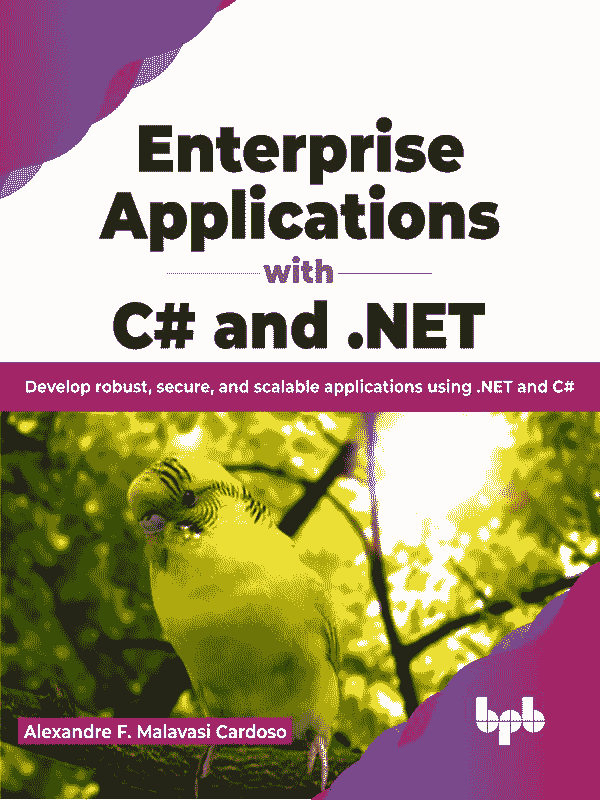 Enterprise
Applications
with
C# and .NET
Develop robust, secure, and scalable applications using .NET and C#
Alexandre F. Malavasi Cardoso
bpb